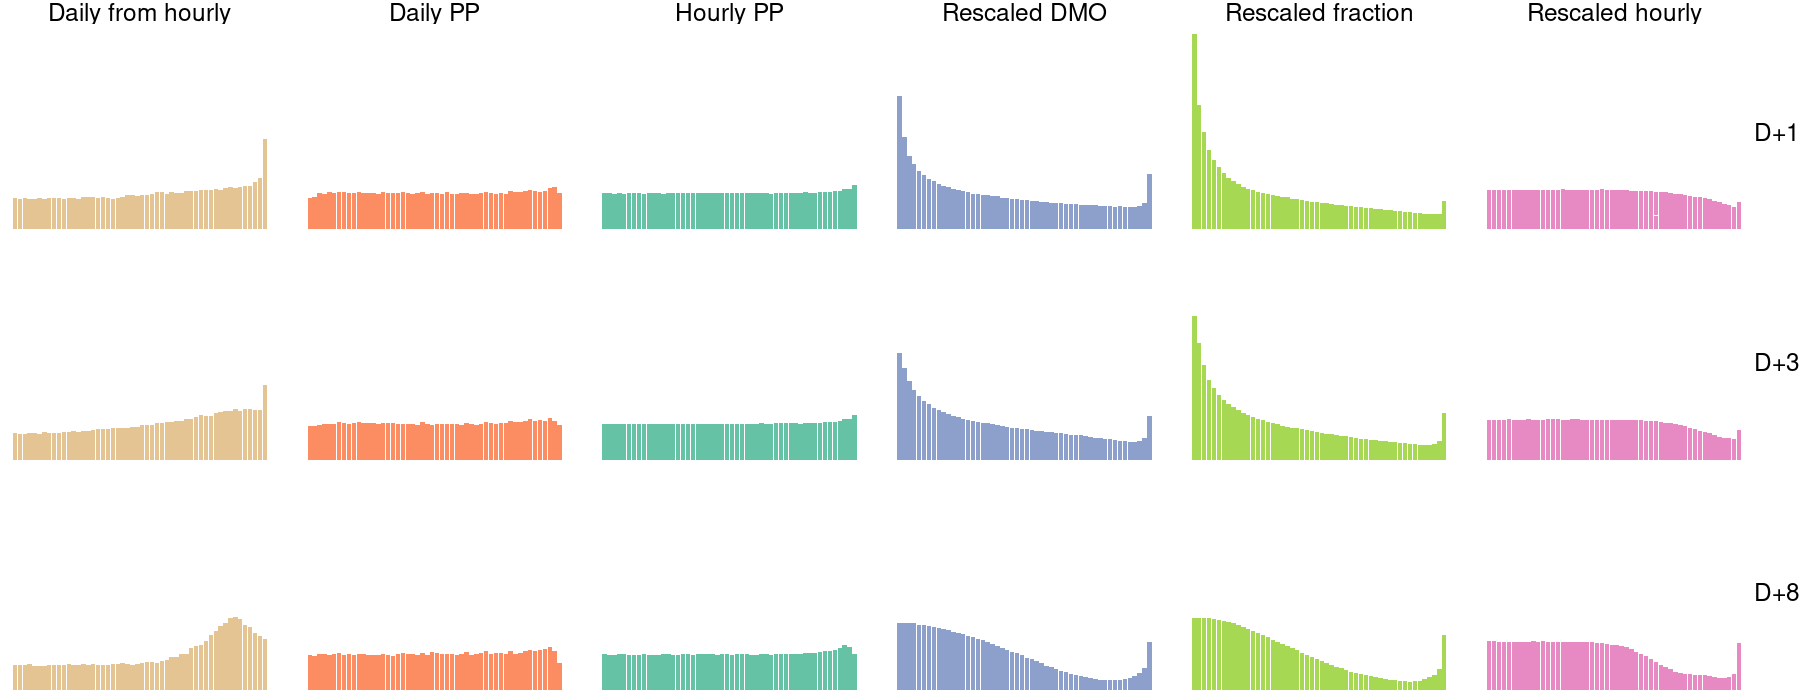 Daily from hourly
Daily PP
Hourly PP
Rescaled DMO
Rescaled fraction
Rescaled hourly
D+1
D+3
D+8